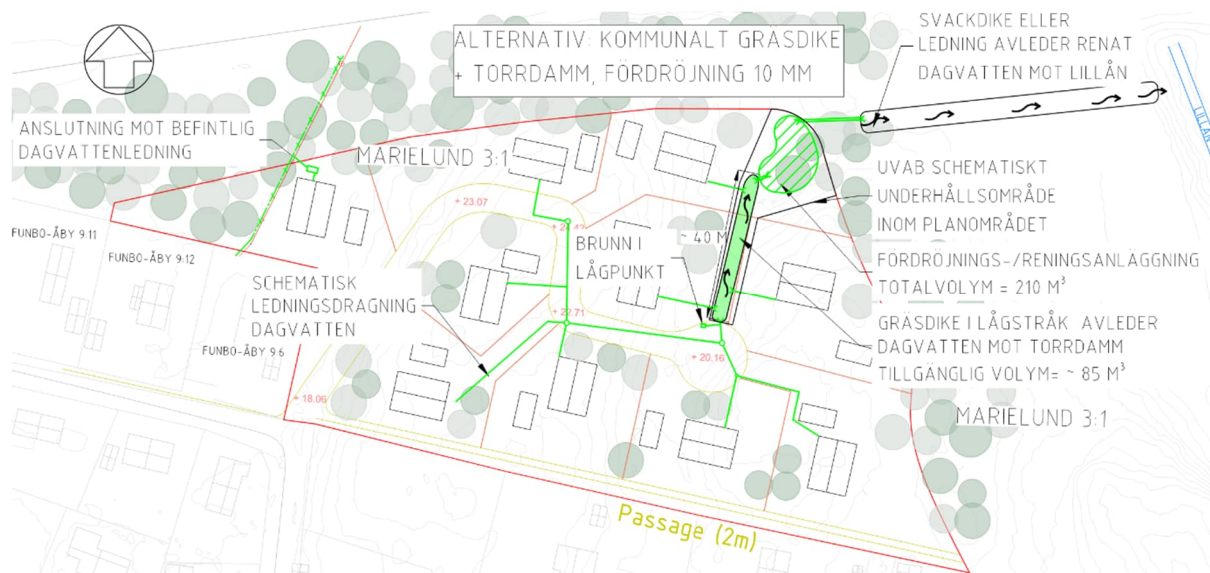 ALTERNATIV: KOMMUNALT GRÄSDIKE
+ TORRDAMM, FÖRDRÖJNING 10 MM
SVACKDIKE ELLER
LEDNING AVLEDER RENAT
DAGVATTEN MOT LILLÅN
LILLÅN
ANSLUTNING MOT BEFINTLIG
DAGVATTENLEDNING
MARIELUND 3:1
UVAB SCHEMATISKT
UNDERHÅLLSOMRÅDE
INOM PLANOMRÅDET
+ 23.07
FUNBO-ÅBY 9:11
FUNBO-ÅBY 9:12
BRUNN I
LÅGPUNKT
~ 40 M
FÖRDRÖJNINGS-/RENINGSANLÄGGNING
TOTALVOLYM = 210 M³
SCHEMATISK
LEDNINGSDRAGNING
DAGVATTEN
+ 22.71
GRÄSDIKE I LÅGSTRÅK AVLEDER
DAGVATTEN MOT TORRDAMM
TILLGÄNGLIG VOLYM= ~ 85 M³
FUNBO-ÅBY 9:6
+ 20.16
+ 18.06
MARIELUND 3:1
Passage (2m)